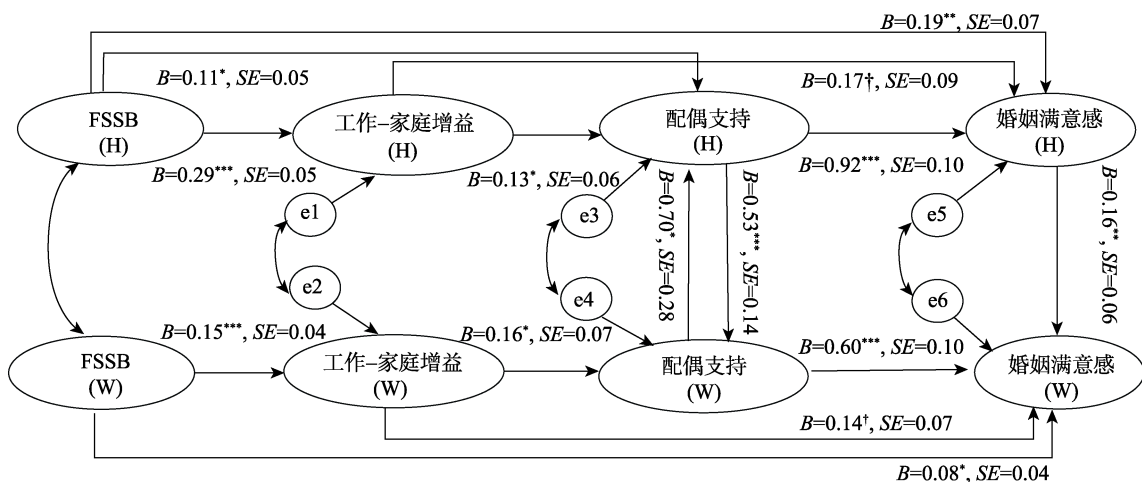 B=0.19**, SE=0.07
B=0.11*, SE=0.05
B=0.17†, SE=0.09
FSSB
(H)
工作–家庭增益
(H)
配偶支持
(H)
婚姻满意感
(H)
B=0.29***, SE=0.05
B=0.13*, SE=0.06
B=0.92***, SE=0.10
e1
e3
e5
B=0.70*, SE=0.28
B=0.53***, SE=0.14
B=0.16**, SE=0.06
e2
e4
e6
B=0.15***, SE=0.04
B=0.16*, SE=0.07
B=0.60***, SE=0.10
FSSB
(W)
工作–家庭增益
(W)
配偶支持
(W)
婚姻满意感
(W)
B=0.14†, SE=0.07
B=0.08*, SE=0.04